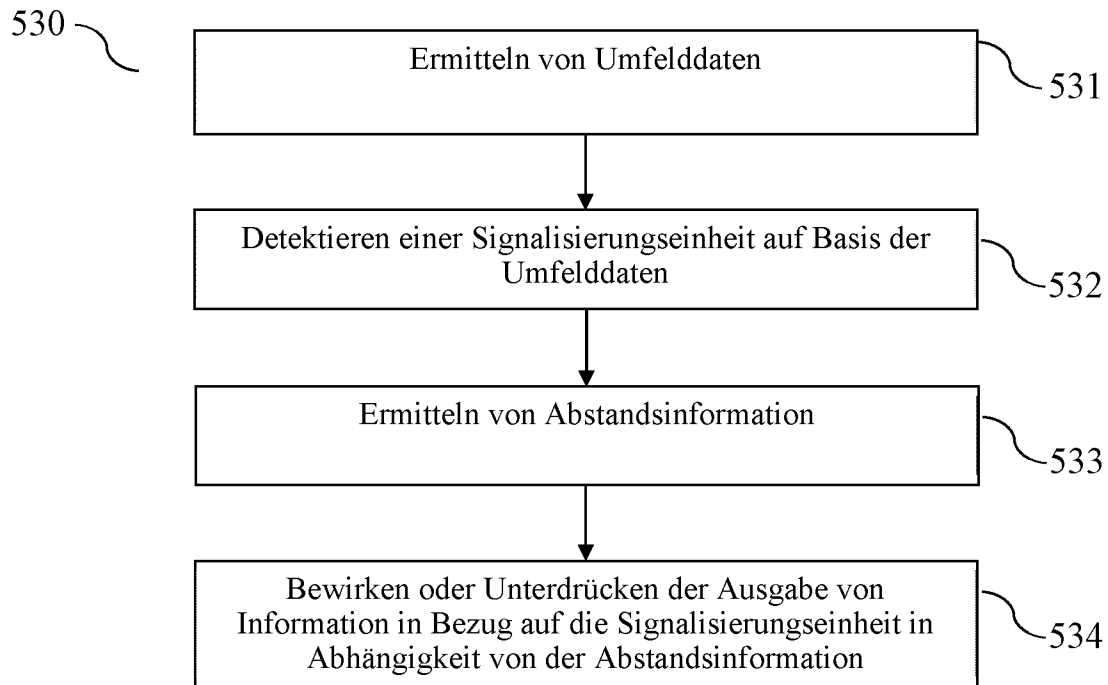 530
Ermitteln von Umfelddaten
531
Detektieren einer Signalisierungseinheit auf Basis der
Umfelddaten
532
Ermitteln von Abstandsinformation
533
Bewirken oder Unterdrücken der Ausgabe von
Information in Bezug auf die Signalisierungseinheit in
Abhängigkeit von der Abstandsinformation
534